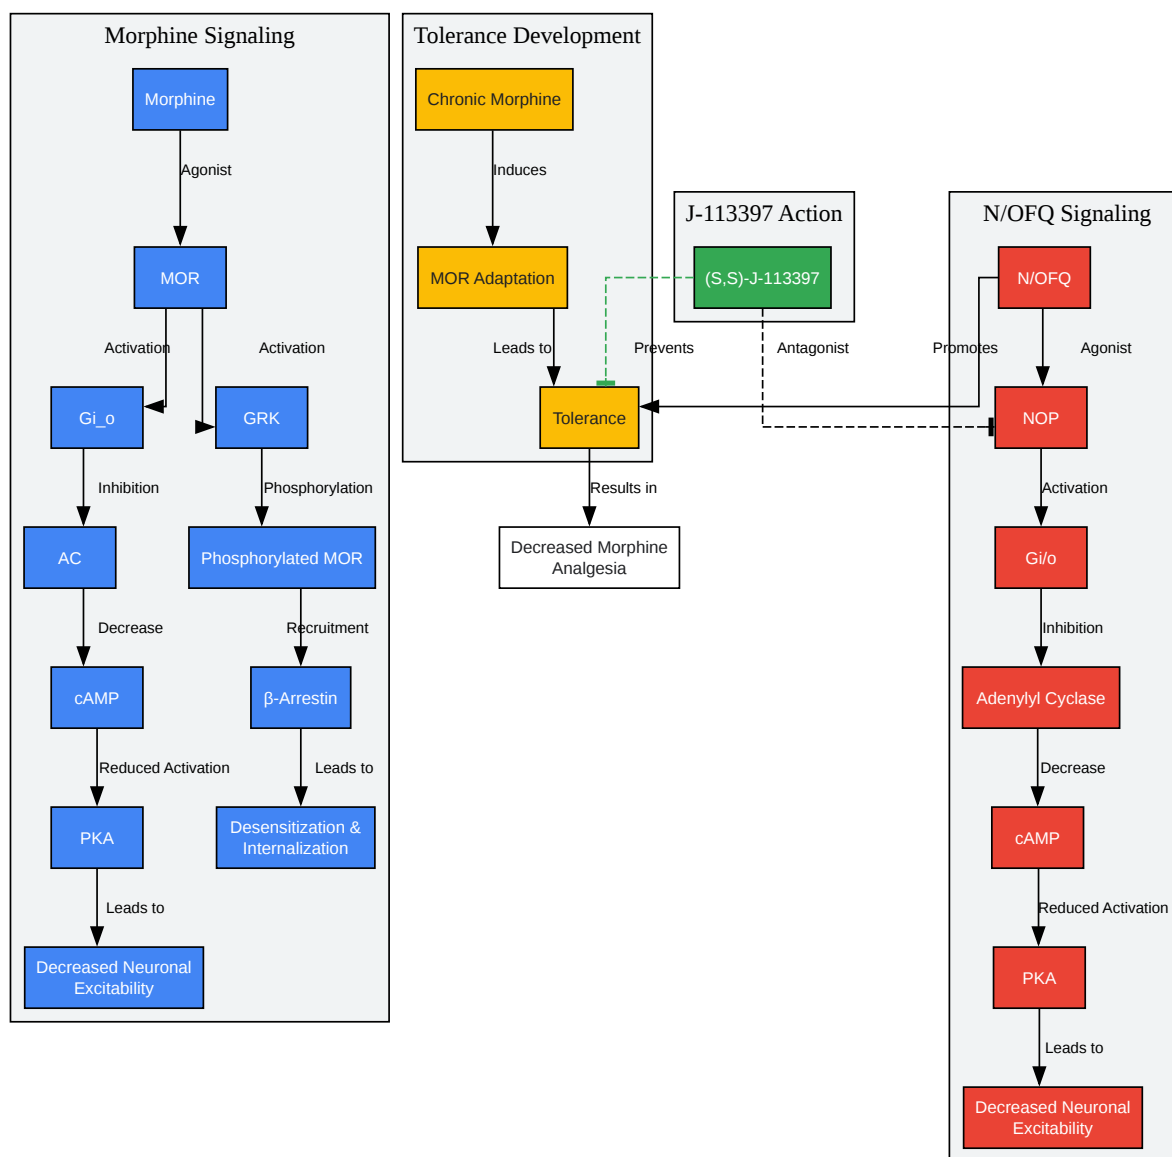 Morphine Signaling
Morphine
Agonist
MOR
Activation
Activation
Gi_o
GRK
Inhibition
Phosphorylation
AC
Phosphorylated MOR
Decrease
Recruitment
cAMP
β-Arrestin
Reduced Activation
Leads to
PKA
Desensitization &
Internalization
Leads to
Decreased Neuronal
Excitability
Tolerance Development
Chronic Morphine
Induces
MOR Adaptation
Leads to
Prevents
Tolerance
Results in
Decreased Morphine
Analgesia
J-113397 Action
(S,S)-J-113397
Antagonist
N/OFQ Signaling
N/OFQ
Promotes
Agonist
NOP
Activation
Gi/o
Inhibition
Adenylyl Cyclase
Decrease
cAMP
Reduced Activation
PKA
Leads to
Decreased Neuronal
Excitability